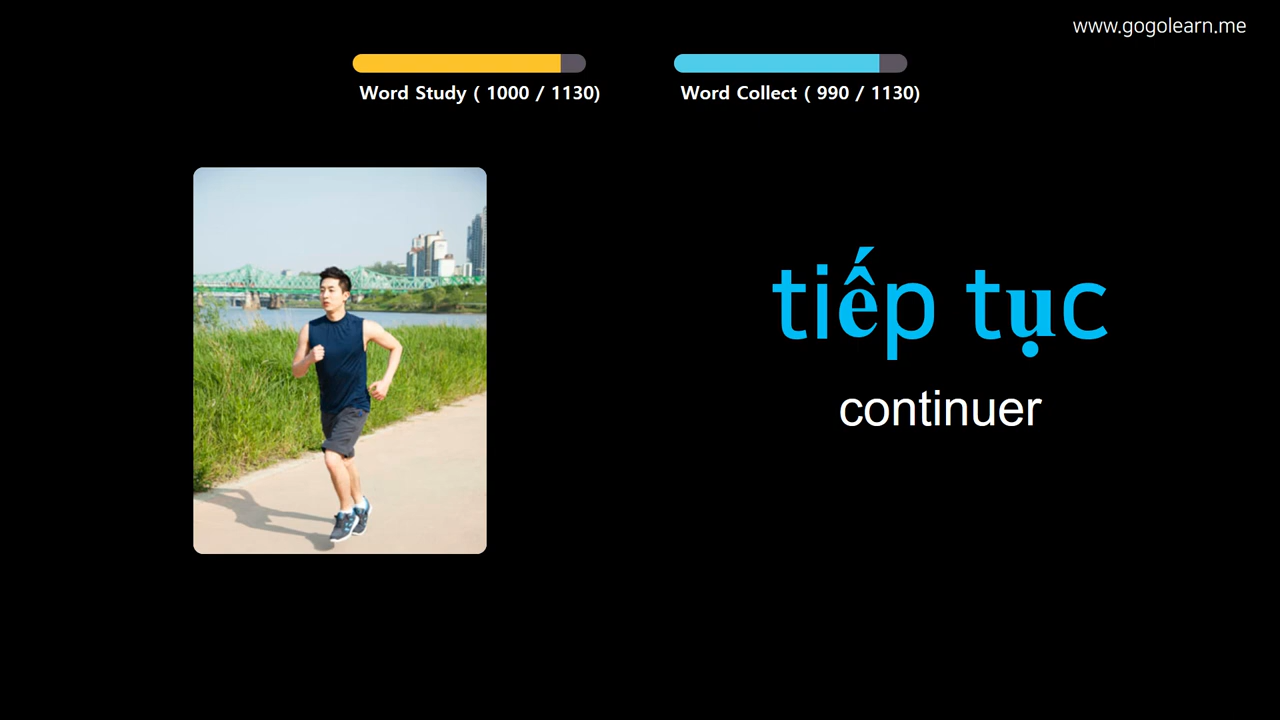 www.gogolearn.me
Word Study ( 1000 / 1130)
Word Collect ( 990 / 1130)
tiếp tục
continuer